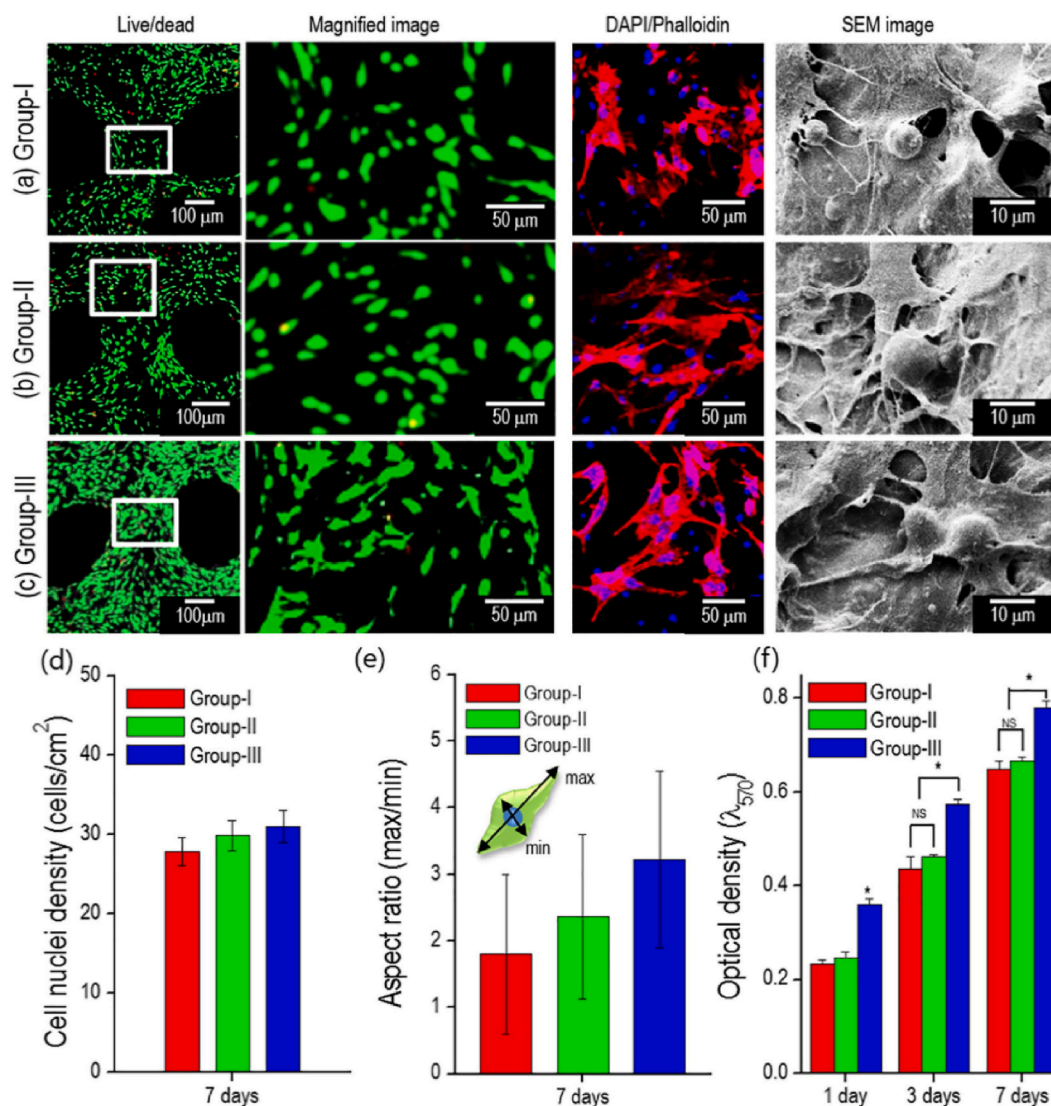 Live/dead
Magnified image
DAPI/Phalloidin
SEM image
(a) Group-I
100 µm
50 µm
50 µm
10 µm
(b) Group-II
100µm
50 µm
50 µm
10 µm
(c) Group-III
100µm
50 µm
50 µm
10 µm
(d)
Cell nuclei density (cells/cm²)
50
40
30
20
10
0
Group-I
Group-II
Group-III
7 days
(e)
Aspect ratio (max/min)
6
5
4
3
2
1
0
Group-I
Group-II
Group-III
max
min
7 days
(f)
Optical density (λ570)
0.8
0.6
0.4
0.2
0.0
Group-I
Group-II
Group-III
*
NS
*
NS
*
1 day
3 days
7 days